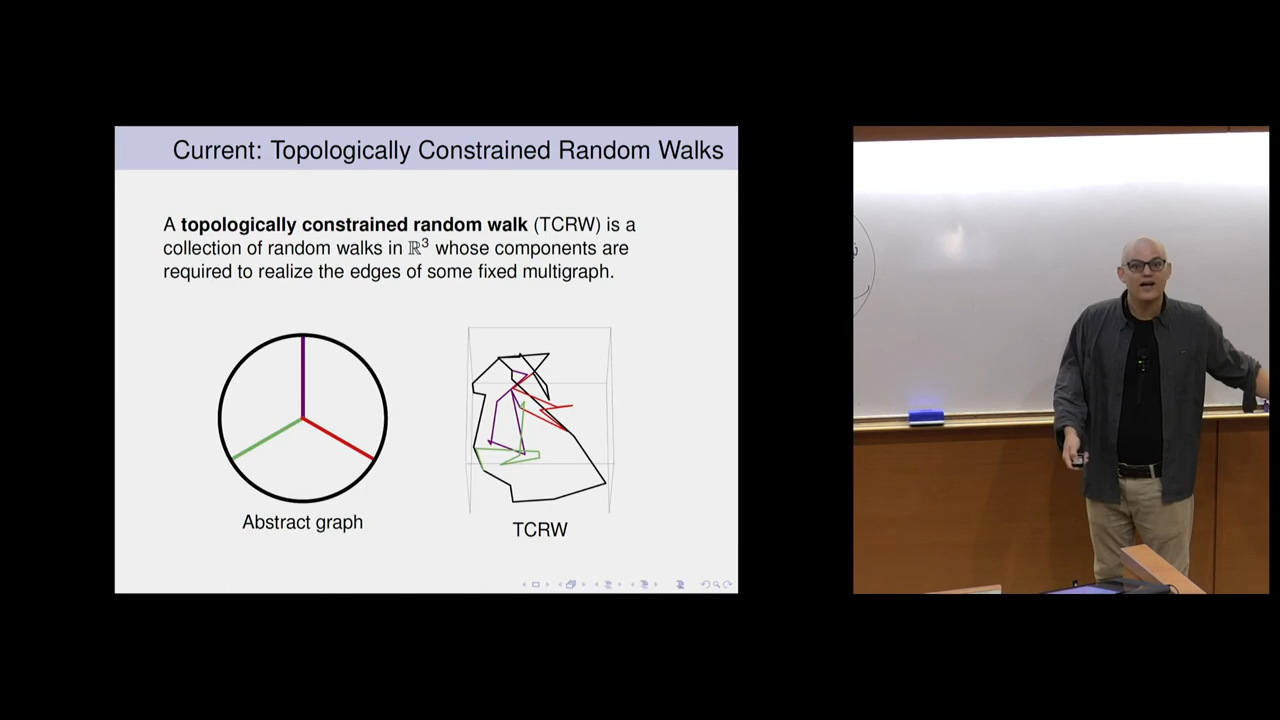 Current: Topologically Constrained Random Walks
A topologically constrained random walk (TCRW) is a
collection of random walks in ℝ³ whose components are
required to realize the edges of some fixed multigraph.
Abstract graph
TCRW